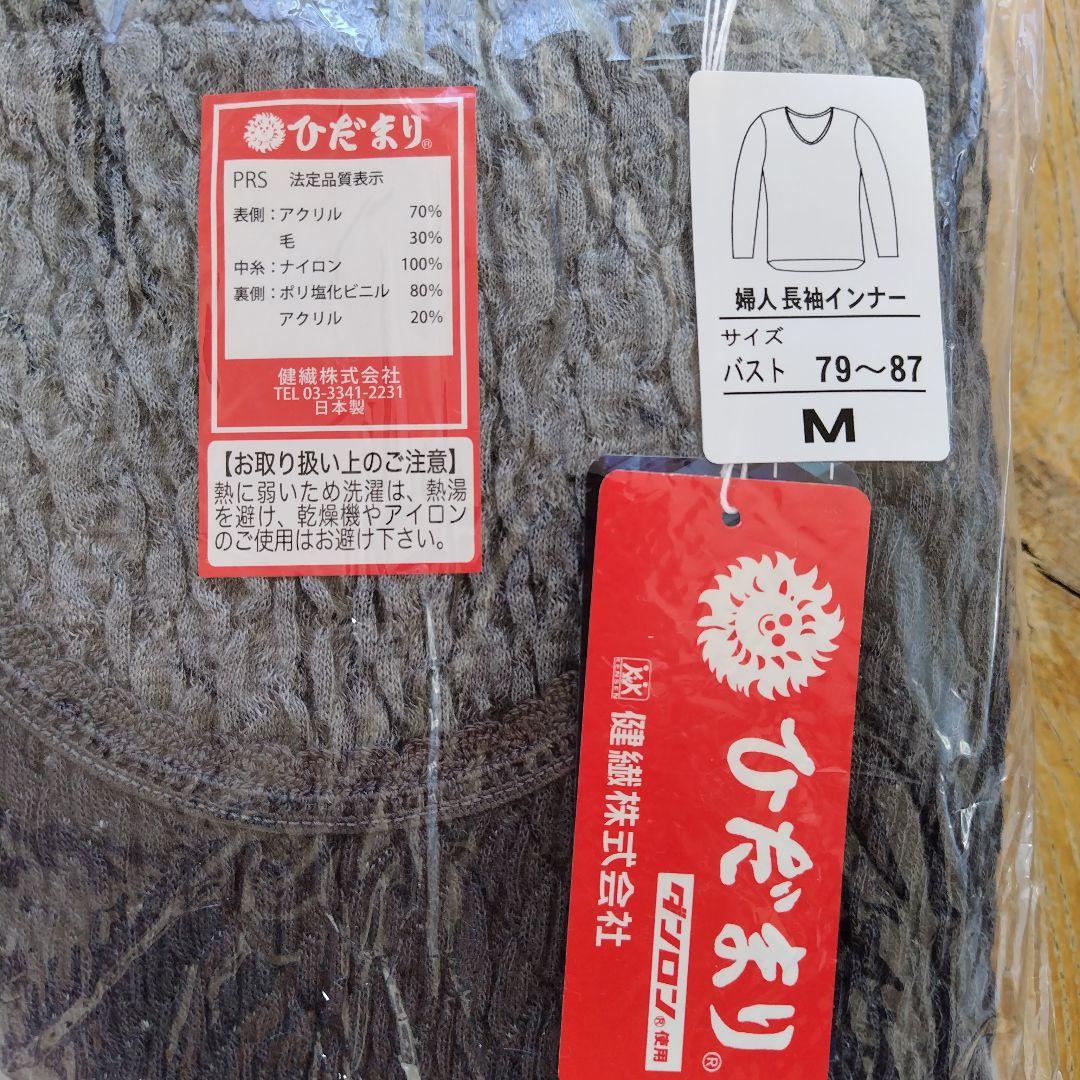 ひだまり®
PRS 法定品質表示
表側：アクリル 70%
毛 30%
中糸：ナイロン 100%
裏側：ポリ塩化ビニル 80%
アクリル 20%
健繊株式会社
TEL 03-3341-2231
日本製
【お取り扱い上のご注意】
熱に弱いため洗濯は、熱湯
を避け、乾燥機やアイロン
のご使用はお避け下さい。
婦人長袖インナー
サイズ
バスト 79～87
M
ひだまり®
健繊株式会社
ダンロン®使用